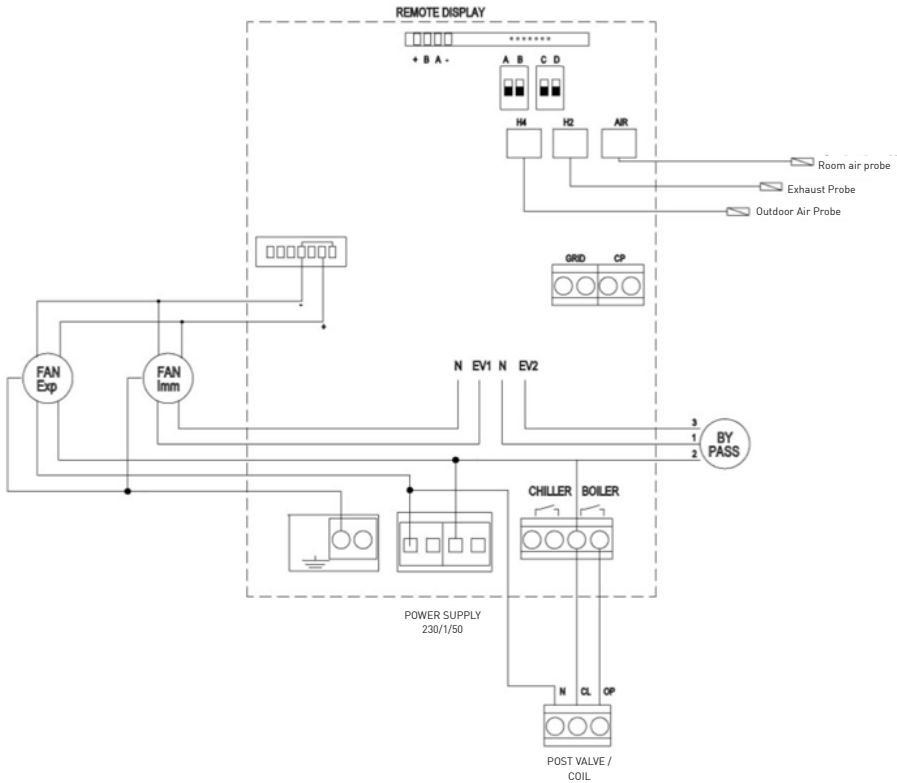 REMOTE DISPLAY
+ B A -
A B C D
H4 H2 AIR
Room air probe
Exhaust Probe
Outdoor Air Probe
GRID CP
-
+
FAN
Exp
FAN
Imm
N EV1 N EV2
3
1
2
BY
PASS
CHILLER BOILER
POWER SUPPLY
230/1/50
N CL OP
POST VALVE /
COIL